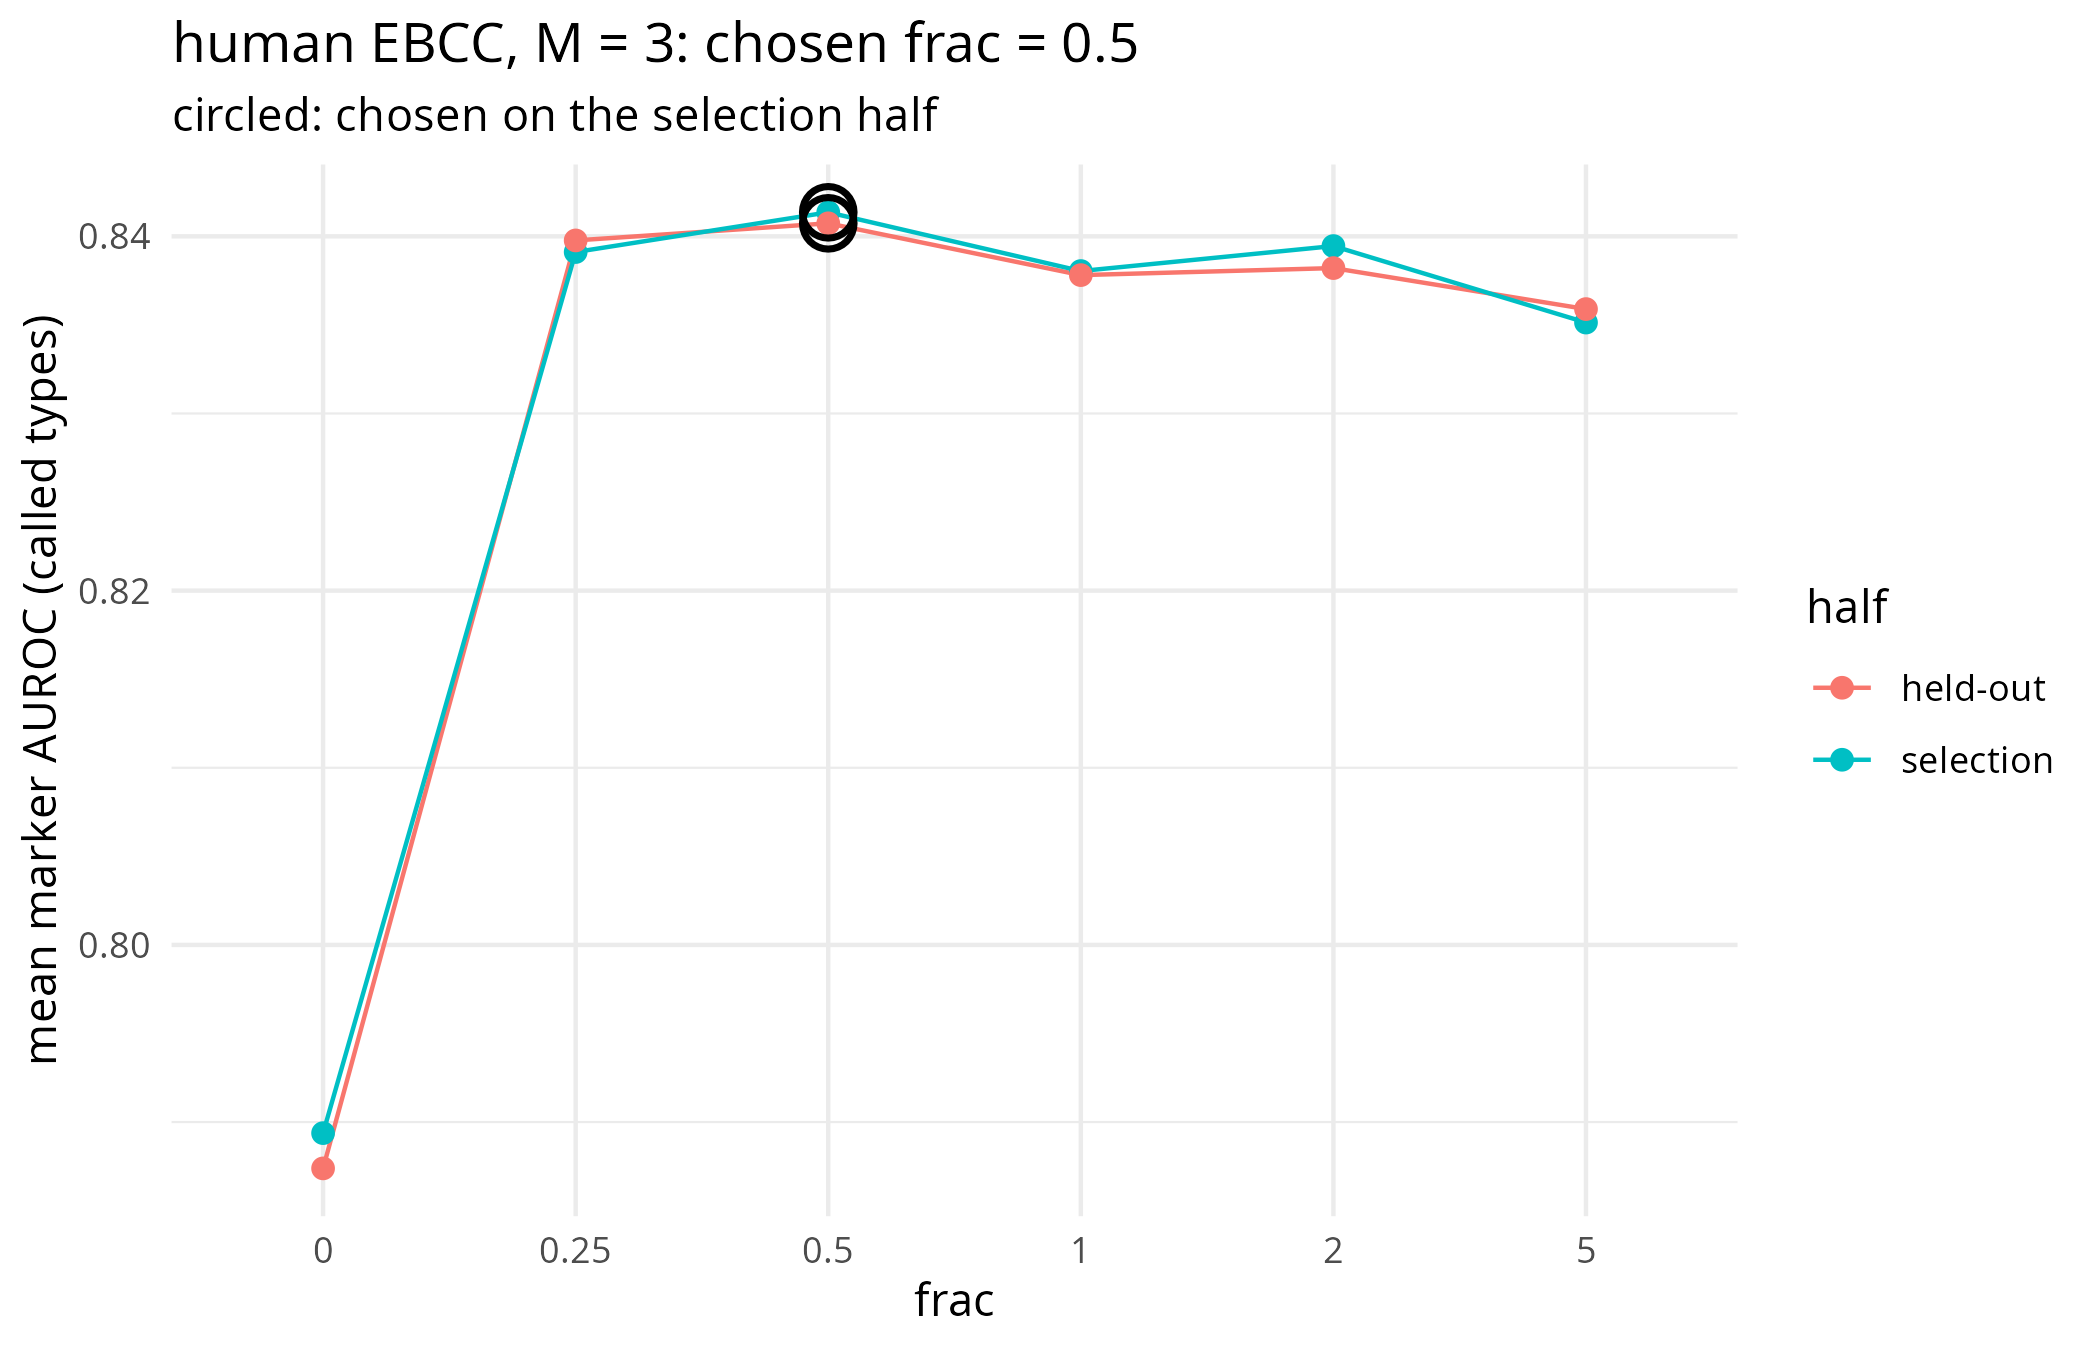 human EBCC, M = 3: chosen frac = 0.5
circled: chosen on the selection half
mean marker AUROC (called types)
0.84
0.82
0.80
0
0.25
0.5
1
2
5
frac
half
held-out
selection